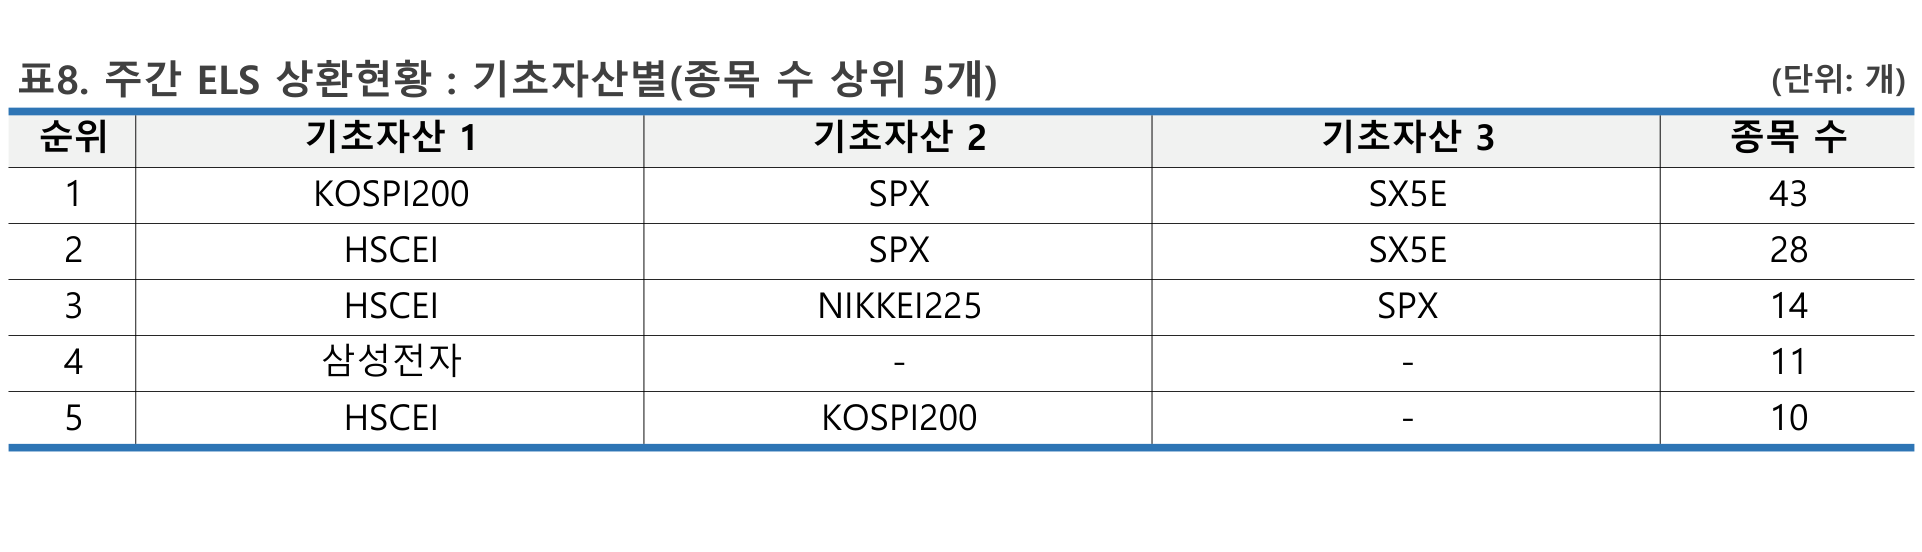 표8. 주간 ELS 상환현황 : 기초자산별(종목 수 상위 5개) (단위: 개)
순위 기초자산 1 기초자산 2 기초자산 3 종목 수
1 KOSPI200 SPX SX5E 43
2 HSCEI SPX SX5E 28
3 HSCEI NIKKEI225 SPX 14
4 삼성전자 - - 11
5 HSCEI KOSPI200 - 10